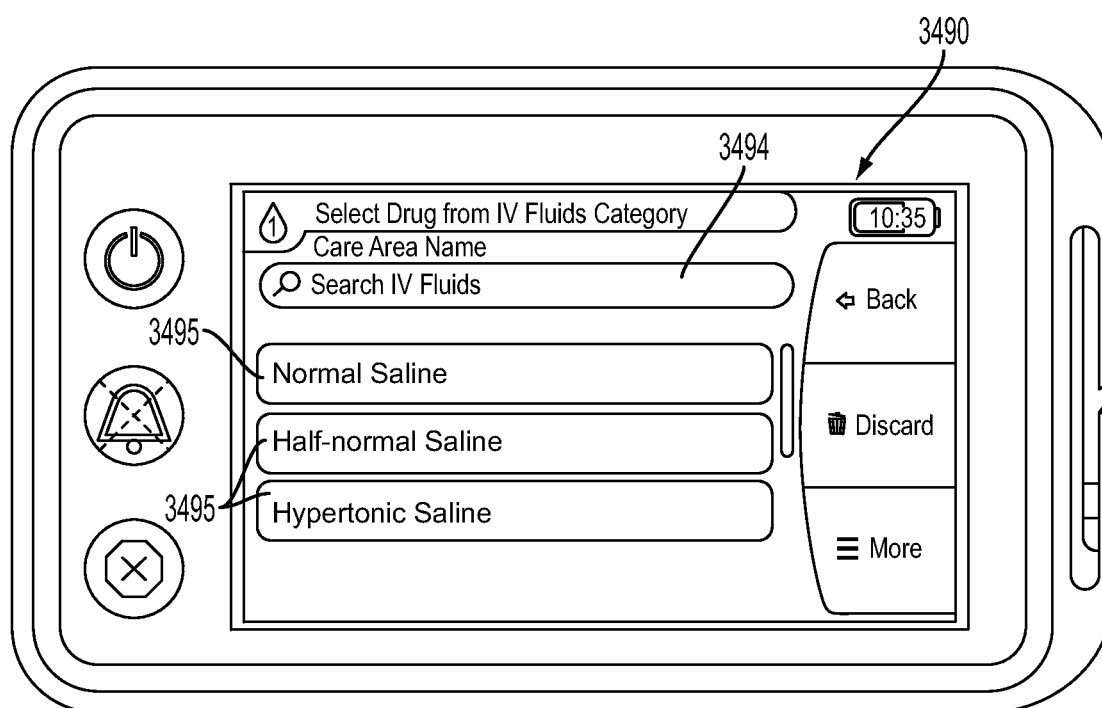 3490
3494
1
Select Drug from IV Fluids Category
10:35
Care Area Name
Search IV Fluids
Back
3495
Normal Saline
Half-normal Saline
Discard
3495
Hypertonic Saline
More